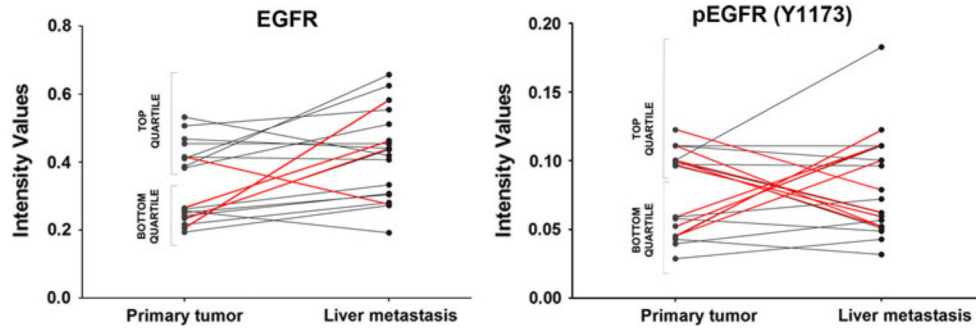 EGFR
Intensity Values
0.8
0.6
0.4
0.2
0.0
TOP
QUARTILE
BOTTOM
QUARTILE
Primary tumor
Liver metastasis
pEGFR (Y1173)
Intensity Values
0.20
0.15
0.10
0.05
0.00
TOP
QUARTILE
BOTTOM
QUARTILE
Primary tumor
Liver metastasis